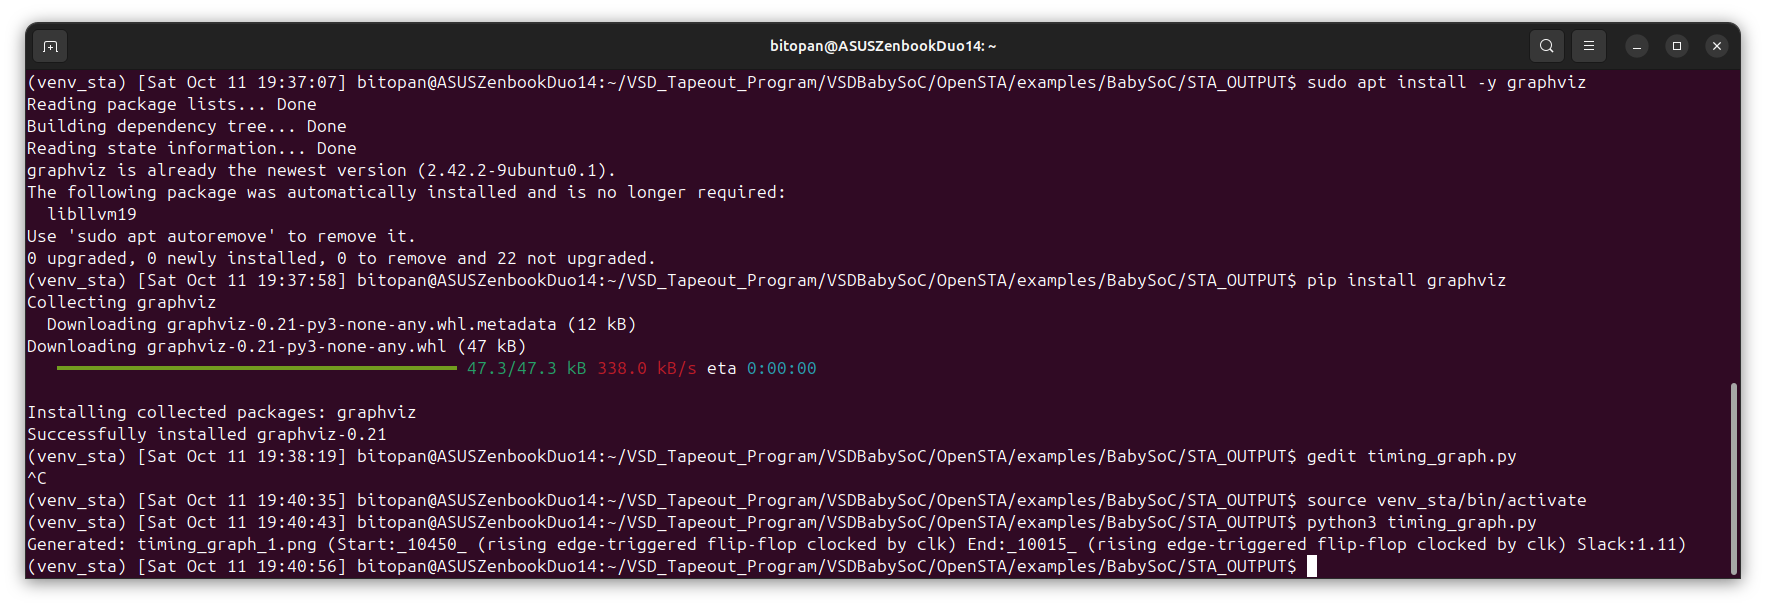 bitopan@ASUSZenbookDuo14: ~
(venv_sta) [Sat Oct 11 19:37:07] bitopan@ASUSZenbookDuo14:~/VSD_Tapeout_Program/VSDBabySoC/OpenSTA/examples/BabySoC/STA_OUTPUT$ sudo apt install -y graphviz
Reading package lists... Done
Building dependency tree... Done
Reading state information... Done
graphviz is already the newest version (2.42.2-9ubuntu0.1).
The following package was automatically installed and is no longer required:
  libllvm19
Use 'sudo apt autoremove' to remove it.
0 upgraded, 0 newly installed, 0 to remove and 22 not upgraded.
(venv_sta) [Sat Oct 11 19:37:58] bitopan@ASUSZenbookDuo14:~/VSD_Tapeout_Program/VSDBabySoC/OpenSTA/examples/BabySoC/STA_OUTPUT$ pip install graphviz
Collecting graphviz
  Downloading graphviz-0.21-py3-none-any.whl.metadata (12 kB)
Downloading graphviz-0.21-py3-none-any.whl (47 kB)
47.3/47.3 kB 338.0 kB/s eta 0:00:00
Installing collected packages: graphviz
Successfully installed graphviz-0.21
(venv_sta) [Sat Oct 11 19:38:19] bitopan@ASUSZenbookDuo14:~/VSD_Tapeout_Program/VSDBabySoC/OpenSTA/examples/BabySoC/STA_OUTPUT$ gedit timing_graph.py
^C
(venv_sta) [Sat Oct 11 19:40:35] bitopan@ASUSZenbookDuo14:~/VSD_Tapeout_Program/VSDBabySoC/OpenSTA/examples/BabySoC/STA_OUTPUT$ source venv_sta/bin/activate
(venv_sta) [Sat Oct 11 19:40:43] bitopan@ASUSZenbookDuo14:~/VSD_Tapeout_Program/VSDBabySoC/OpenSTA/examples/BabySoC/STA_OUTPUT$ python3 timing_graph.py
Generated: timing_graph_1.png (Start:_10450_ (rising edge-triggered flip-flop clocked by clk) End:_10015_ (rising edge-triggered flip-flop clocked by clk) Slack:1.11)
(venv_sta) [Sat Oct 11 19:40:56] bitopan@ASUSZenbookDuo14:~/VSD_Tapeout_Program/VSDBabySoC/OpenSTA/examples/BabySoC/STA_OUTPUT$